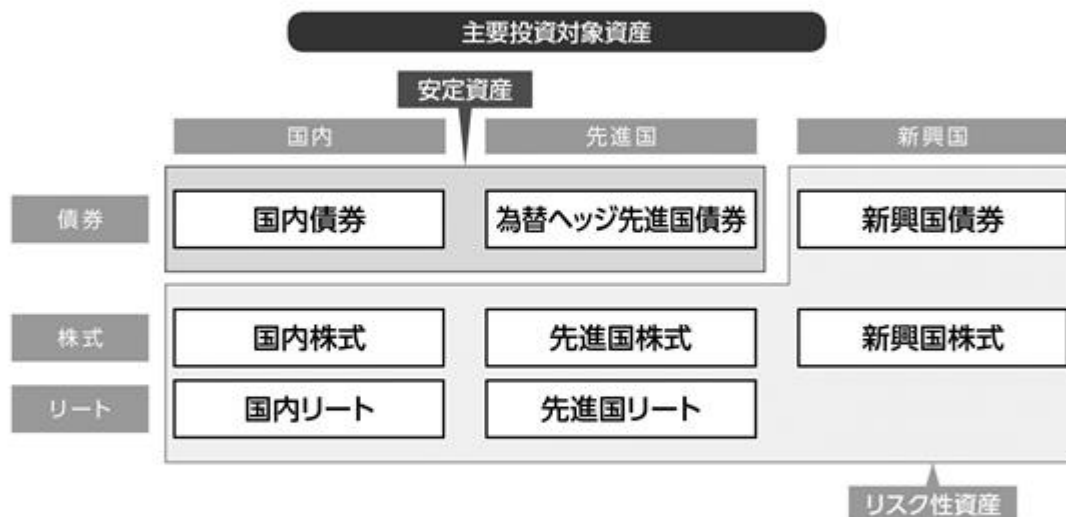 主要投資対象資産
安定資産
国内 先進国 新興国
債券 国内債券 為替ヘッジ先進国債券 新興国債券
株式 国内株式 先進国株式 新興国株式
リート 国内リート 先進国リート
リスク性資産